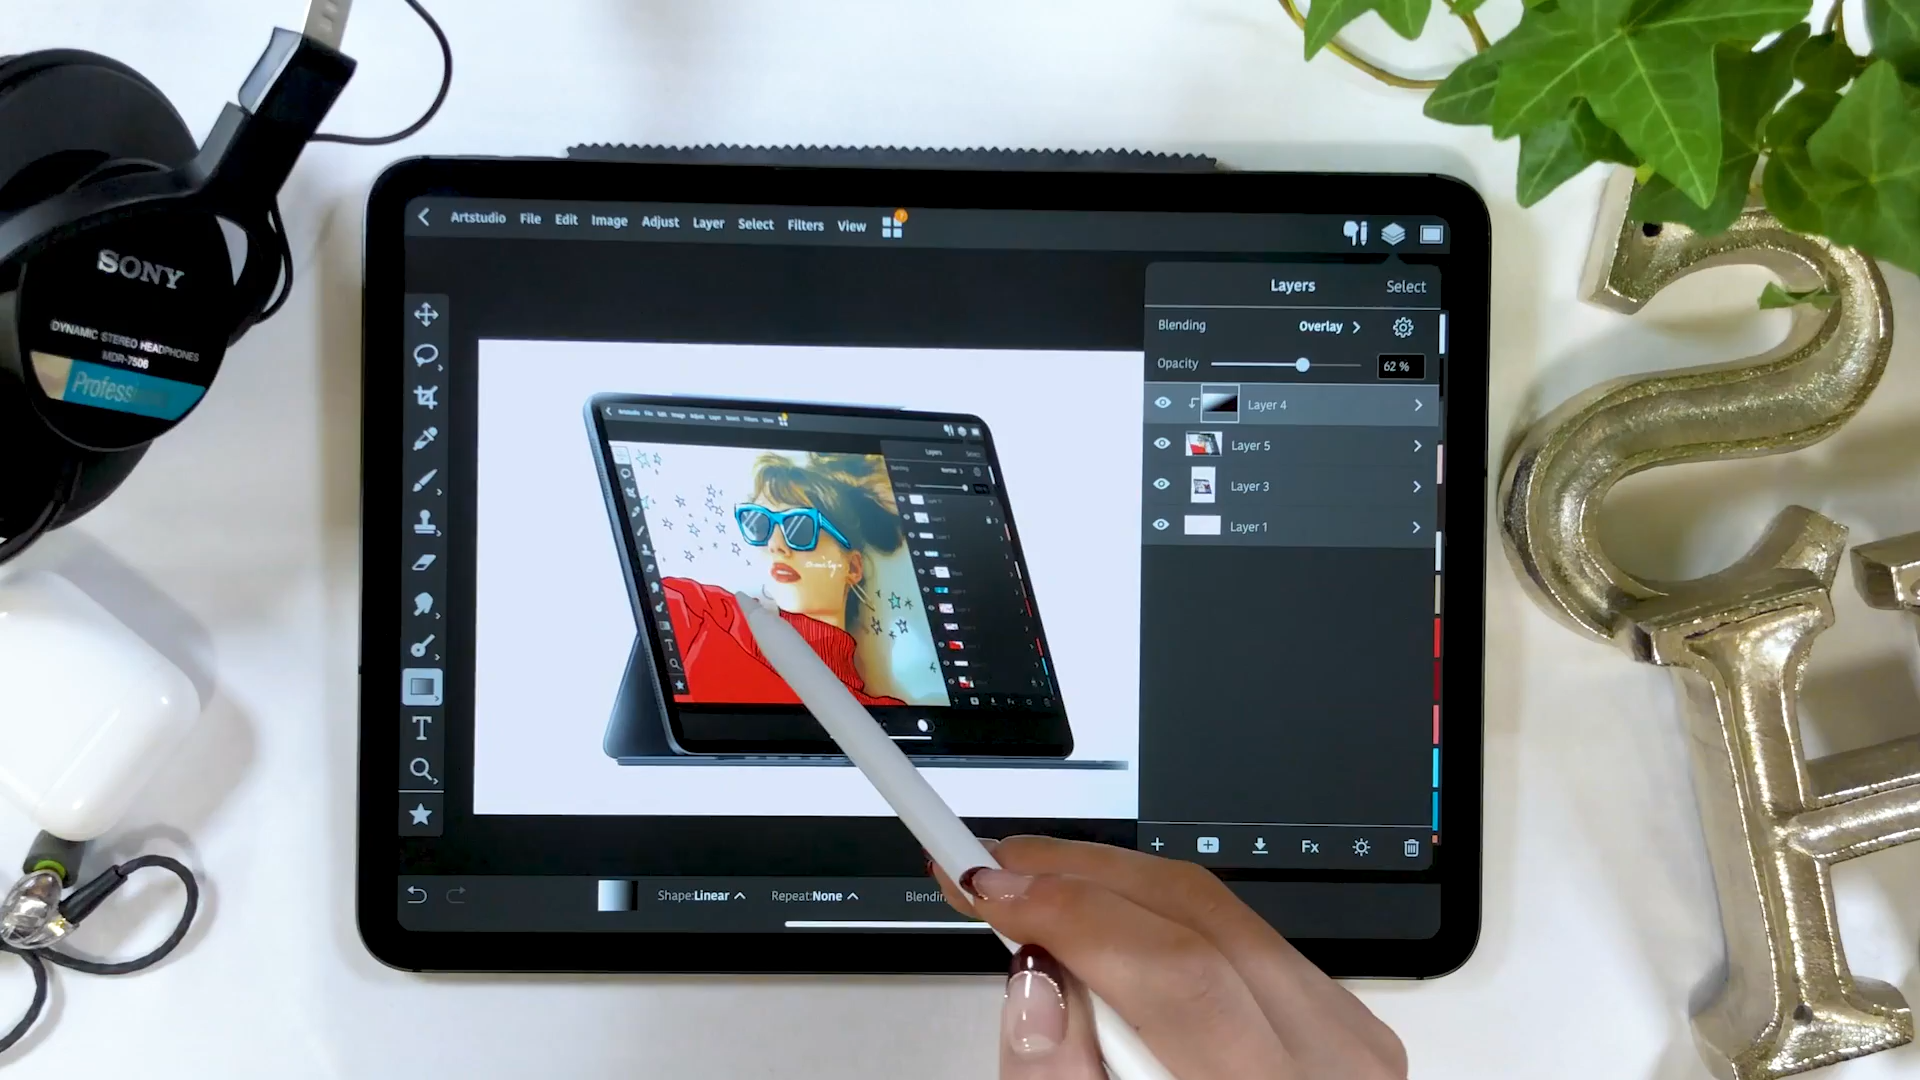 SONY
DYNAMIC STEREO HEADPHONES
MDR-7506
Artstudio File Edit Image Adjust Layer Select Filters View
Layers Select
Blending Overlay
Opacity 62 %
Layer 4
Layer 5
Layer 3
Layer 1
T
Fx
Shape:Linear Repeat:None
S
H